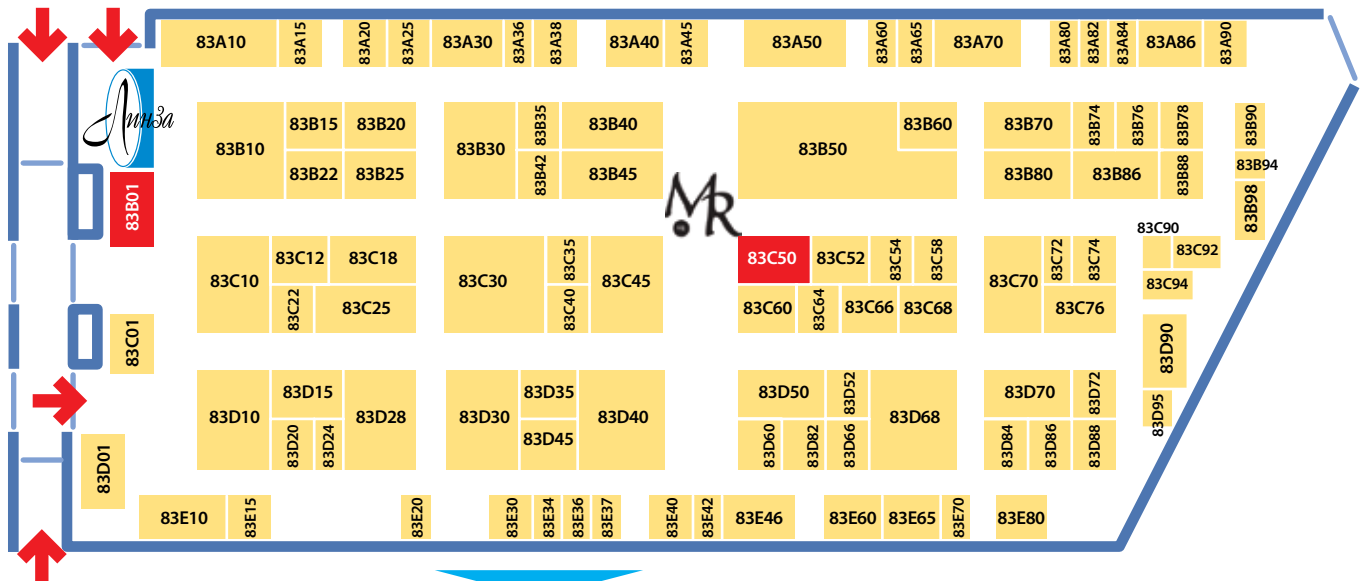 83A10 83A15 83A20 83A25 83A30 83A36 83A38 83A40 83A45 83A50 83A60 83A65 83A70 83A80 83A82 83A84 83A86 83A90
Линза
83B01
83B10 83B15 83B20 83B30 83B35 83B40 83B50 83B60 83B70 83B74 83B76 83B78 83B90
83B22 83B25 83B42 83B45 83B80 83B86 83B88 83B94
83B98
MR
83C90
83C10 83C12 83C18 83C30 83C35 83C45 83C50 83C52 83C54 83C58 83C70 83C72 83C74 83C92
83C22 83C25 83C40 83C60 83C64 83C66 83C68 83C76 83C94
83C01
83D90
83D10 83D15 83D28 83D30 83D35 83D40 83D50 83D52 83D68 83D70 83D72 83D95
83D20 83D24 83D45 83D60 83D82 83D66 83D84 83D86 83D88
83D01
83E10 83E15 83E20 83E30 83E34 83E36 83E37 83E40 83E42 83E46 83E60 83E65 83E70 83E80